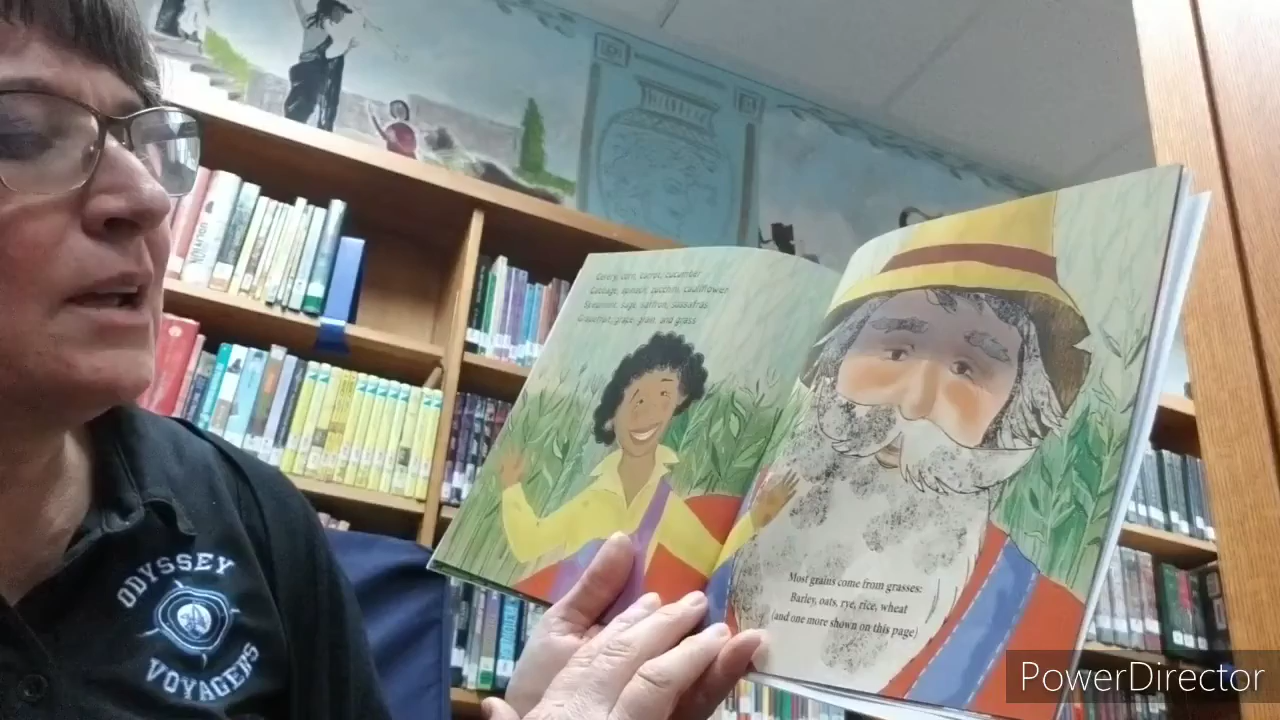 Celery, corn, carrot, cucumber
Cabbage, spinach, zucchini, cauliflower
sage, saffron, sassafras
Grapefruit, grape, grain, and grass
Most grains come from grasses:
Barley, oats, rye, rice, wheat
(and one more shown on this page)
ODYSSEY
VOYAGERS
PowerDirector